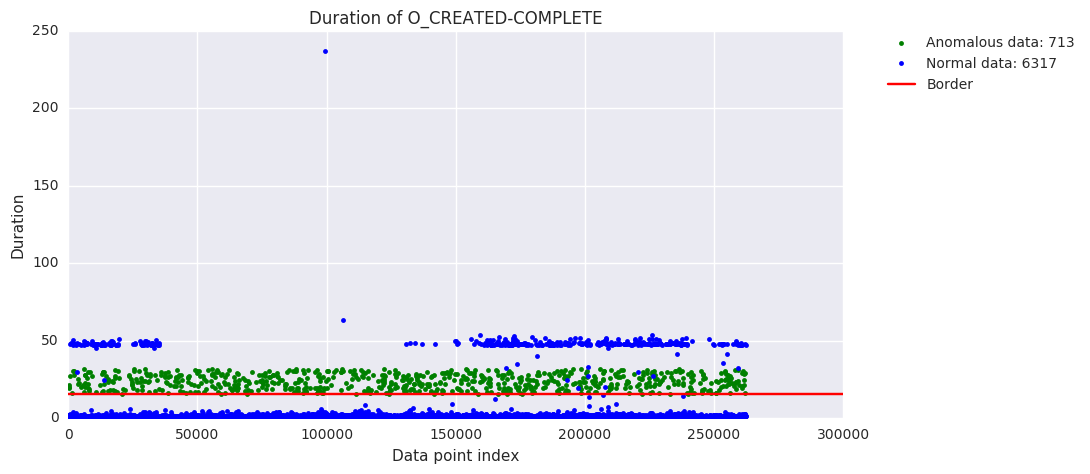 Duration of O_CREATED-COMPLETE
250
200
150
100
50
0
Duration
0
50000
100000
150000
200000
250000
300000
Data point index
Anomalous data: 713
Normal data: 6317
Border